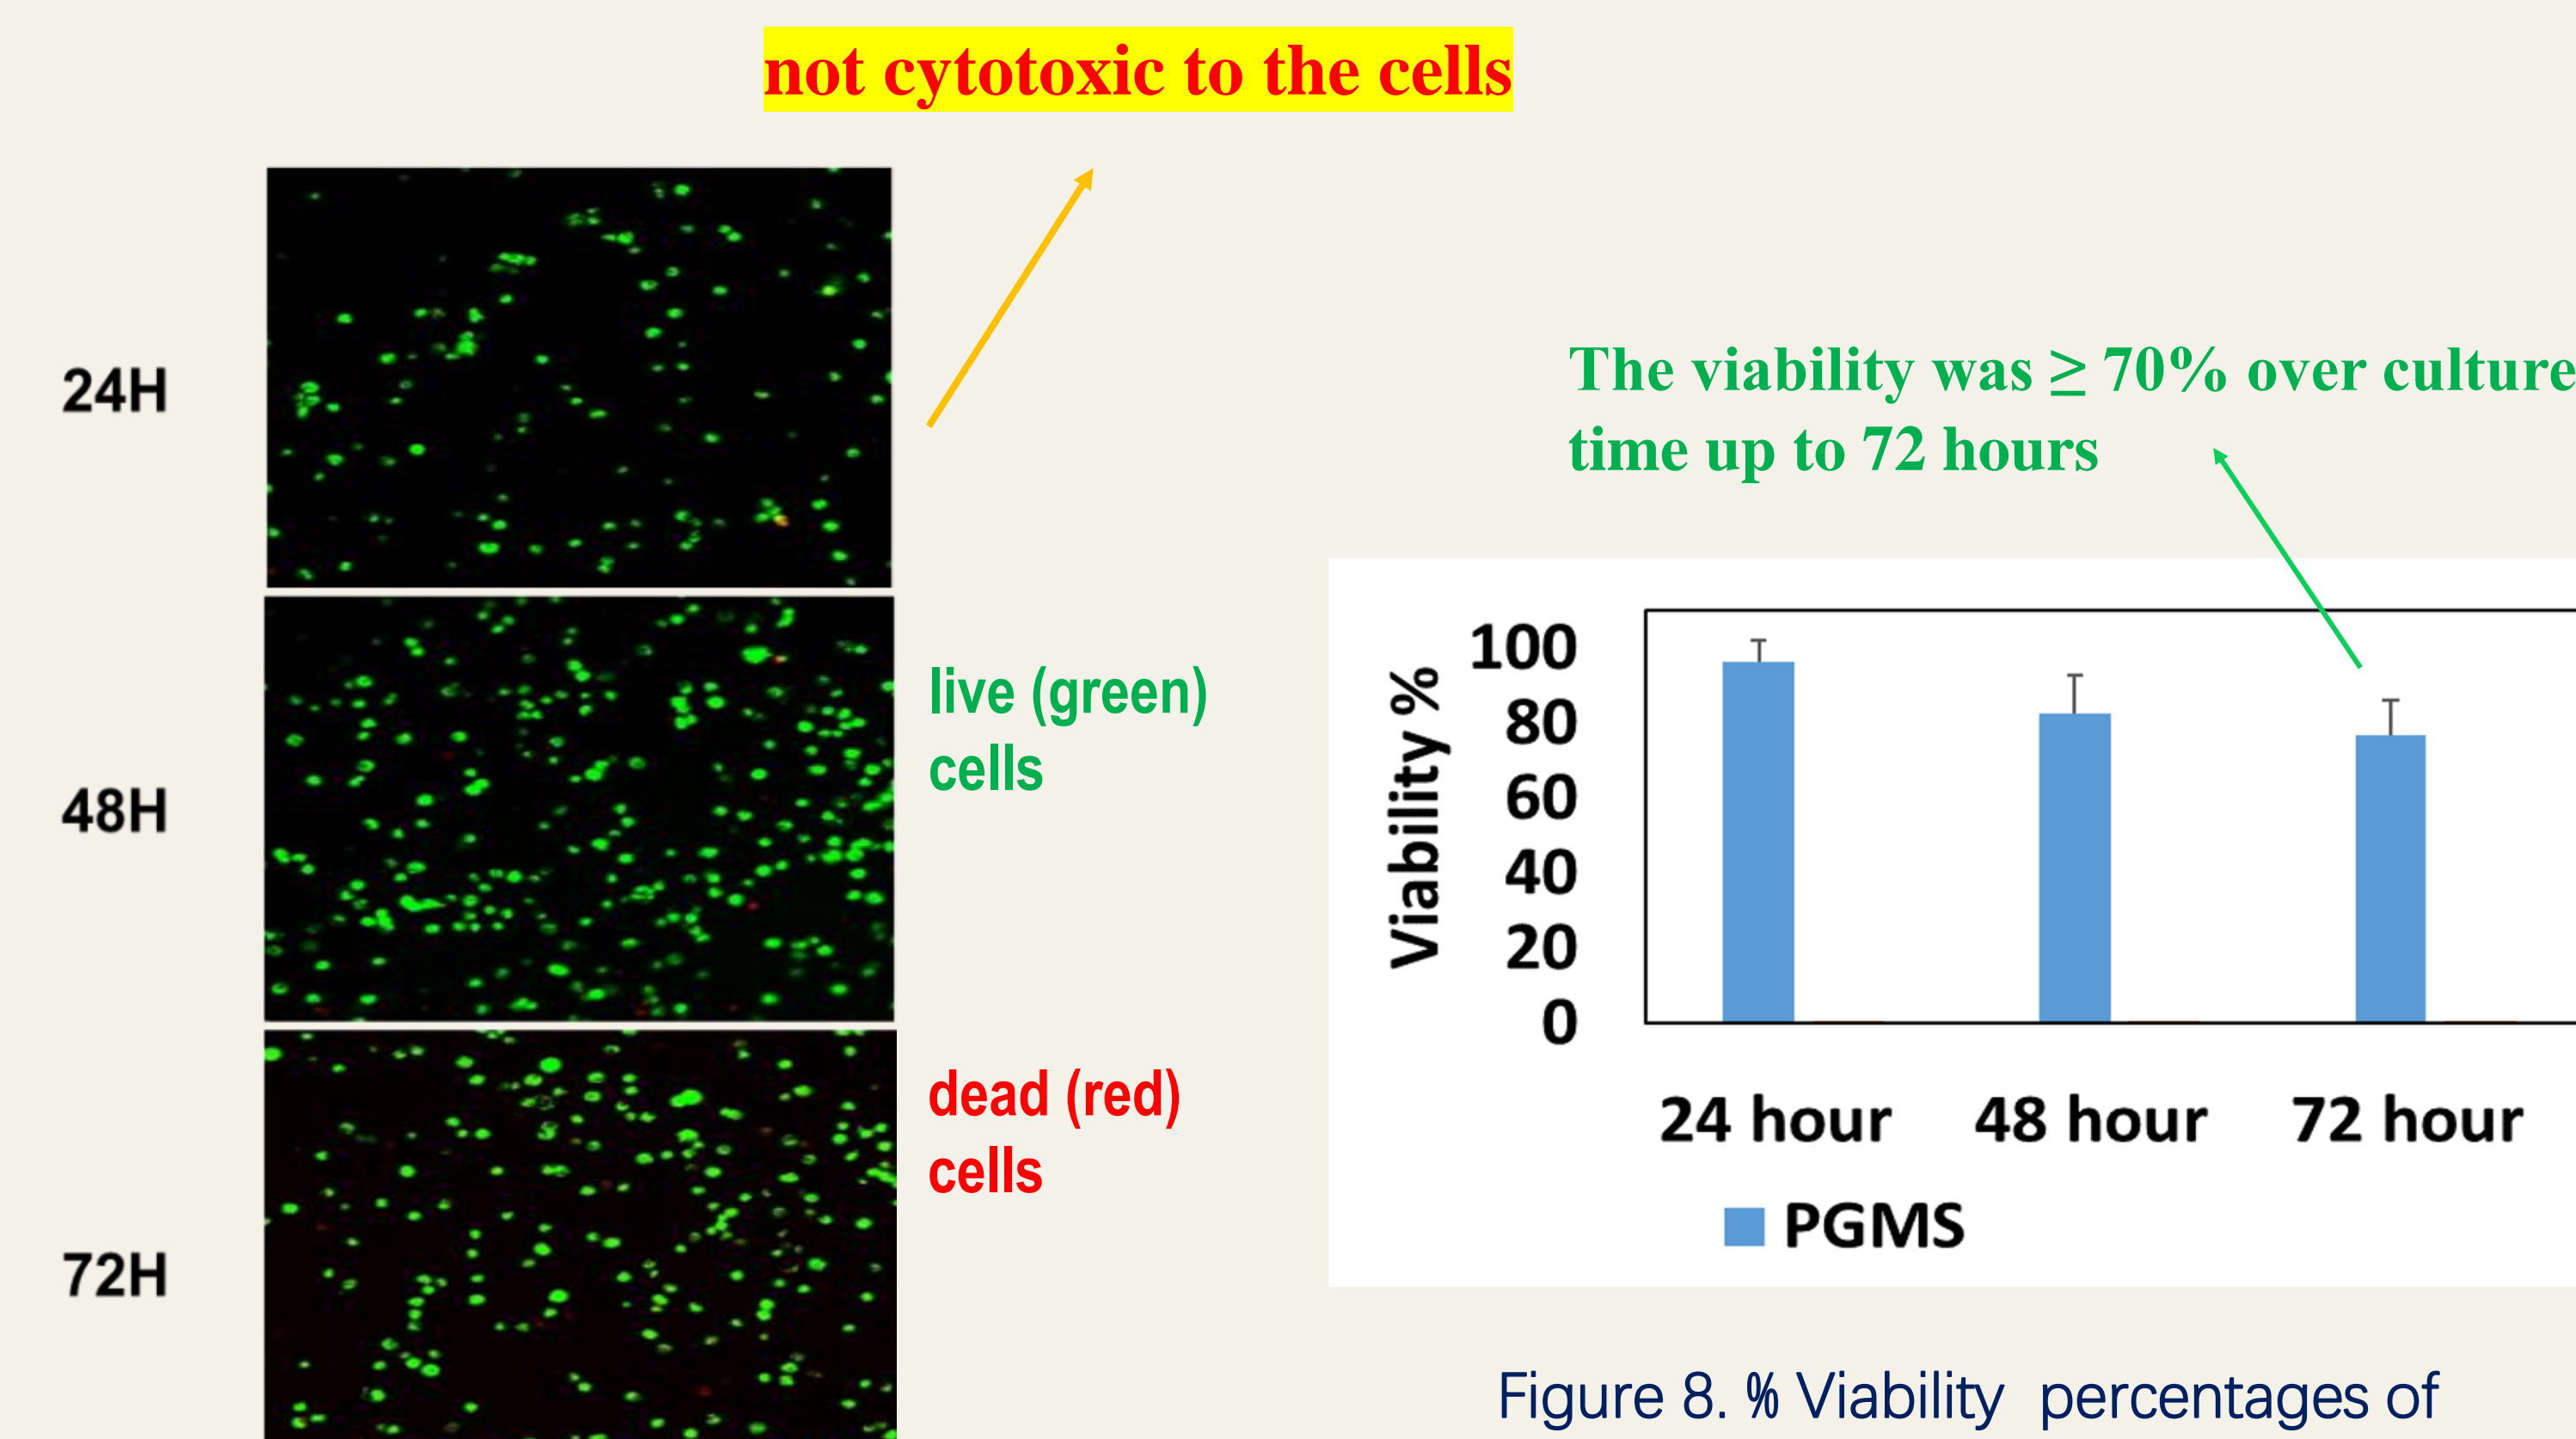 not cytotoxic to the cells
24H
48H
72H
live (green)
cells
dead (red)
cells
The viability was ≥ 70% over culture
time up to 72 hours
Viability %
100
80
60
40
20
0
24 hour 48 hour 72 hour
PGMS
Figure 8. % Viability percentages of